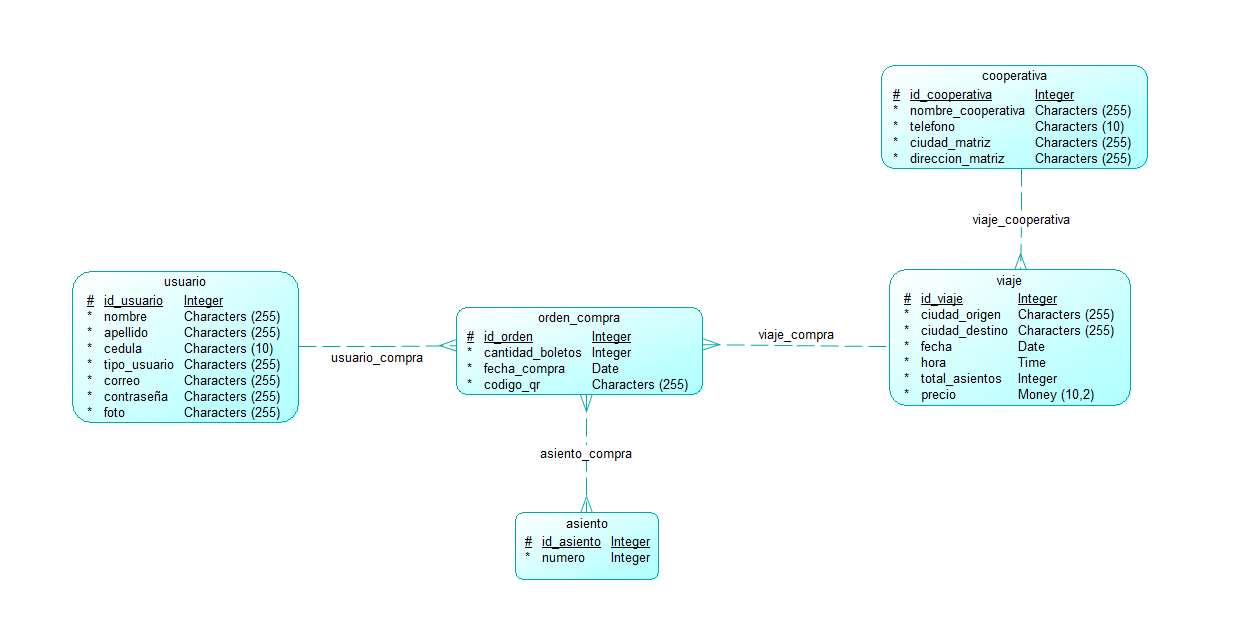 cooperativa
# id_cooperativa Integer
* nombre_cooperativa Characters (255)
* telefono Characters (10)
* ciudad_matriz Characters (255)
* direccion_matriz Characters (255)
viaje_cooperativa
usuario
# id_usuario Integer
* nombre Characters (255)
* apellido Characters (255)
* cedula Characters (10)
* tipo_usuario Characters (255)
* correo Characters (255)
* contraseña Characters (255)
* foto Characters (255)
usuario_compra
orden_compra
# id_orden Integer
* cantidad_boletos Integer
* fecha_compra Date
* codigo_qr Characters (255)
viaje_compra
viaje
# id_viaje Integer
* ciudad_origen Characters (255)
* ciudad_destino Characters (255)
* fecha Date
* hora Time
* total_asientos Integer
* precio Money (10,2)
asiento_compra
asiento
# id_asiento Integer
* numero Integer